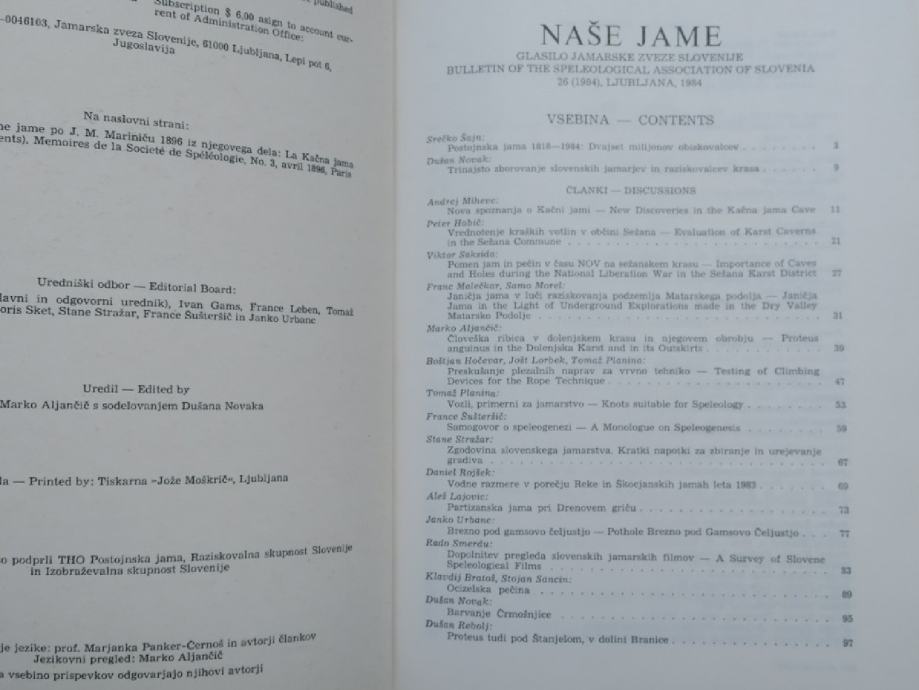 published
Subscription $ 6,00 asign to account cur-
rent of Administration Office:
-0046103, Jamarska zveza Slovenije, 61000 Ljubljana, Lepi pot 6,
Jugoslavija
Na naslovni strani:
ne jame po J. M. Mariniču 1896 iz njegovega dela: La Kačna jama
ents), Memoires de la Societé de Spéléologie, No. 3, avril 1896, Paris
Uredniški odbor — Editorial Board:
lavni in odgovorni urednik), Ivan Gams, France Leben, Tomaž
oris Sket, Stane Stražar, France Šušteršič in Janko Urbanc
Uredil — Edited by
Marko Aljančič s sodelovanjem Dušana Novaka
la — Printed by: Tiskarna »Jože Moškrič«, Ljubljana
o podprli THO Postojnska jama, Raziskovalna skupnost Slovenije
in Izobraževalna skupnost Slovenije
je jezike: prof. Marjanka Panker-Černoš in avtorji člankov
Jezikovni pregled: Marko Aljančič
a vsebino prispevkov odgovarjajo njihovi avtorji
NAŠE JAME
GLASILO JAMARSKE ZVEZE SLOVENIJE
BULLETIN OF THE SPELEOLOGICAL ASSOCIATION OF SLOVENIA
26 (1984), LJUBLJANA, 1984
VSEBINA — CONTENTS
Srečko Šajn:
Postojnska jama 1818—1984: Dvajset milijonov obiskovalcev . . . . . . . . 3
Dušan Novak:
Trinajsto zborovanje slovenskih jamarjev in raziskovalcev krasa . . . . . . 9
ČLANKI — DISCUSSIONS
Andrej Mihevc:
Nova spoznanja o Kačni jami — New Discoveries in the Kačna jama Cave 11
Peter Habič:
Vrednotenje kraških votlin v občini Sežana — Evaluation of Karst Caverns
in the Sežana Commune . . . . . . . . . . . . . . . . . . . . . 21
Viktor Saksida:
Pomen jam in pečin v času NOV na sežanskem krasu — Importance of Caves
and Holes during the National Liberation War in the Sežana Karst District 27
Franc Malečkar, Samo Morel:
Janičja jama v luči raziskovanja podzemlja Matarskega podolja — Janičja
Jama in the Light of Underground Explorations made in the Dry Valley
Matarsko Podolje . . . . . . . . . . . . . . . . . . . . . . . . 31
Marko Aljančič:
Človeška ribica v dolenjskem krasu in njegovem obrobju — Proteus
anguinus in the Dolenjska Karst and in its Outskirts . . . . . . . . . . . 39
Boštjan Hočevar, Jošt Lorbek, Tomaž Planina:
Preskušanje plezalnih naprav za vrvno tehniko — Testing of Climbing
Devices for the Rope Technique . . . . . . . . . . . . . . . . . . . . 47
Tomaž Planina:
Vozli, primerni za jamarstvo — Knots suitable for Speleology . . . . . . . . 53
France Šušteršič:
Samogovor o speleogenezi — A Monologue on Speleogenesis . . . . . . . . 59
Stane Stražar:
Zgodovina slovenskega jamarstva. Kratki napotki za zbiranje in urejevanje
gradiva . . . . . . . . . . . . . . . . . . . . . . . . . . . . . 67
Daniel Rojšek:
Vodne razmere v porečju Reke in Škocjanskih jamah leta 1983 . . . . . . . 69
Aleš Lajovic:
Partizanska jama pri Drenovem griču . . . . . . . . . . . . . . . . . . 73
Janko Urbanc:
Brezno pod gamsovo čeljustjo — Pothole Brezno pod Gamsovo Čeljustjo . . . 77
Rado Smerdu:
Dopolnitev pregleda slovenskih jamarskih filmov — A Survey of Slovene
Speleological Films . . . . . . . . . . . . . . . . . . . . . . . . . 83
Klavdij Bratoš, Stojan Sancin:
Ocizelska pečina . . . . . . . . . . . . . . . . . . . . . . . . . . 89
Dušan Novak:
Barvanje Črmošnjice . . . . . . . . . . . . . . . . . . . . . . . . . 95
Dušan Rebolj:
Proteus tudi pod Štanjelom, v dolini Branice . . . . . . . . . . . . . . . 97